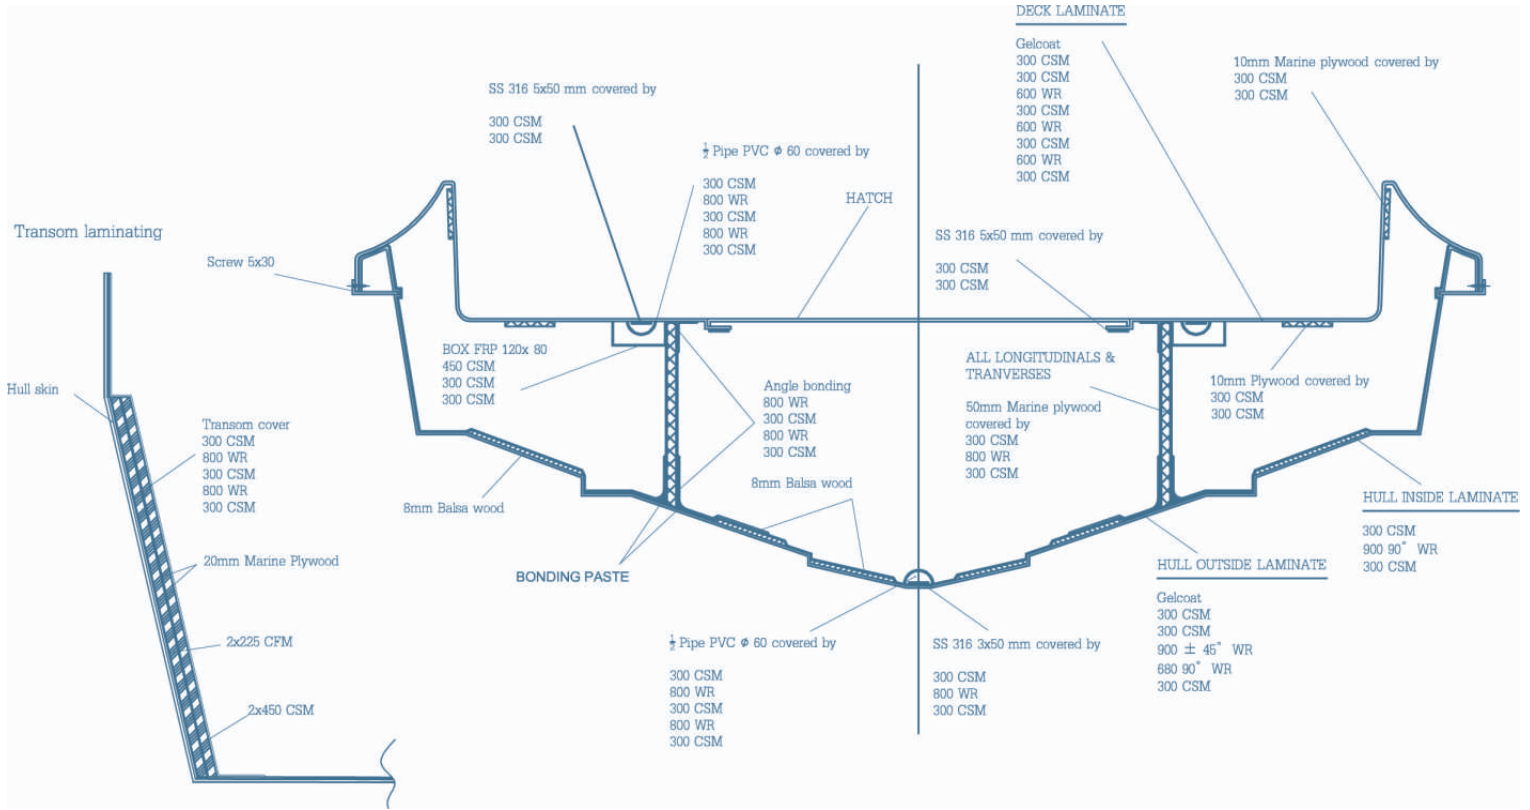 DECK LAMINATE
Gelcoat
300 CSM
300 CSM
600 WR
300 CSM
600 WR
300 CSM
600 WR
300 CSM
10mm Marine plywood covered by
300 CSM
300 CSM
SS 316 5x50 mm covered by
300 CSM
300 CSM
½ Pipe PVC ϕ 60 covered by
300 CSM
800 WR
300 CSM
800 WR
300 CSM
HATCH
SS 316 5x50 mm covered by
300 CSM
300 CSM
Transom laminating
Screw 5x30
Hull skin
Transom cover
300 CSM
800 WR
300 CSM
800 WR
300 CSM
20mm Marine Plywood
2x225 CFM
2x450 CSM
BOX FRP 120x 80
450 CSM
300 CSM
300 CSM
8mm Balsa wood
Angle bonding
800 WR
300 CSM
800 WR
300 CSM
8mm Balsa wood
BONDING PASTE
ALL LONGITUDINALS &
TRANVERSES
50mm Marine plywood
covered by
300 CSM
800 WR
300 CSM
10mm Plywood covered by
300 CSM
300 CSM
HULL INSIDE LAMINATE
300 CSM
900 90° WR
300 CSM
HULL OUTSIDE LAMINATE
Gelcoat
300 CSM
300 CSM
900 ± 45° WR
680 90° WR
300 CSM
½ Pipe PVC ϕ 60 covered by
300 CSM
800 WR
300 CSM
800 WR
300 CSM
SS 316 3x50 mm covered by
300 CSM
800 WR
300 CSM